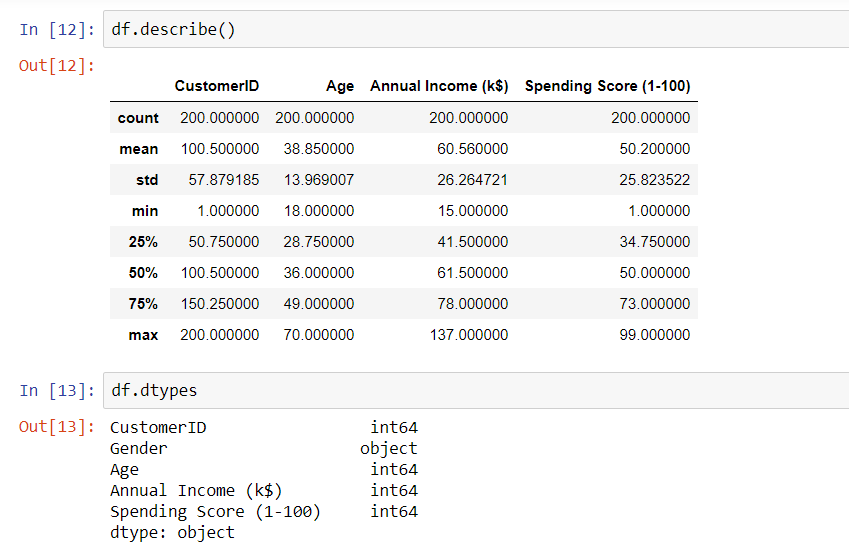 In [12]: df.describe()
Out[12]:
CustomerID Age Annual Income (k$) Spending Score (1-100)
count 200.000000 200.000000 200.000000 200.000000
mean 100.500000 38.850000 60.560000 50.200000
std 57.879185 13.969007 26.264721 25.823522
min 1.000000 18.000000 15.000000 1.000000
25% 50.750000 28.750000 41.500000 34.750000
50% 100.500000 36.000000 61.500000 50.000000
75% 150.250000 49.000000 78.000000 73.000000
max 200.000000 70.000000 137.000000 99.000000
In [13]: df.dtypes
Out[13]: CustomerID int64
Gender object
Age int64
Annual Income (k$) int64
Spending Score (1-100) int64
dtype: object